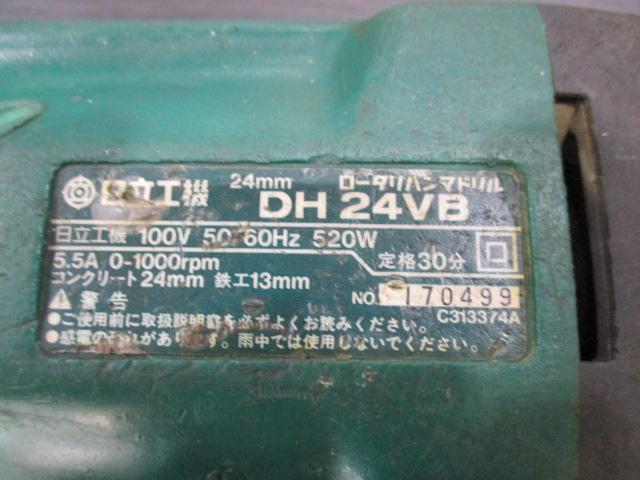 日立工機 24mm ロータリハンマドリル
DH 24VB
日立工機 100V 50/60Hz 520W
5.5A 0-1000rpm 定格30分
コンクリート24mm 鉄工13mm
⚠警告 NO. 170499
C313374A
●ご使用前に取扱説明書を必ずよくお読みください。
●感電のおそれがあります。雨中では使用しないでください。